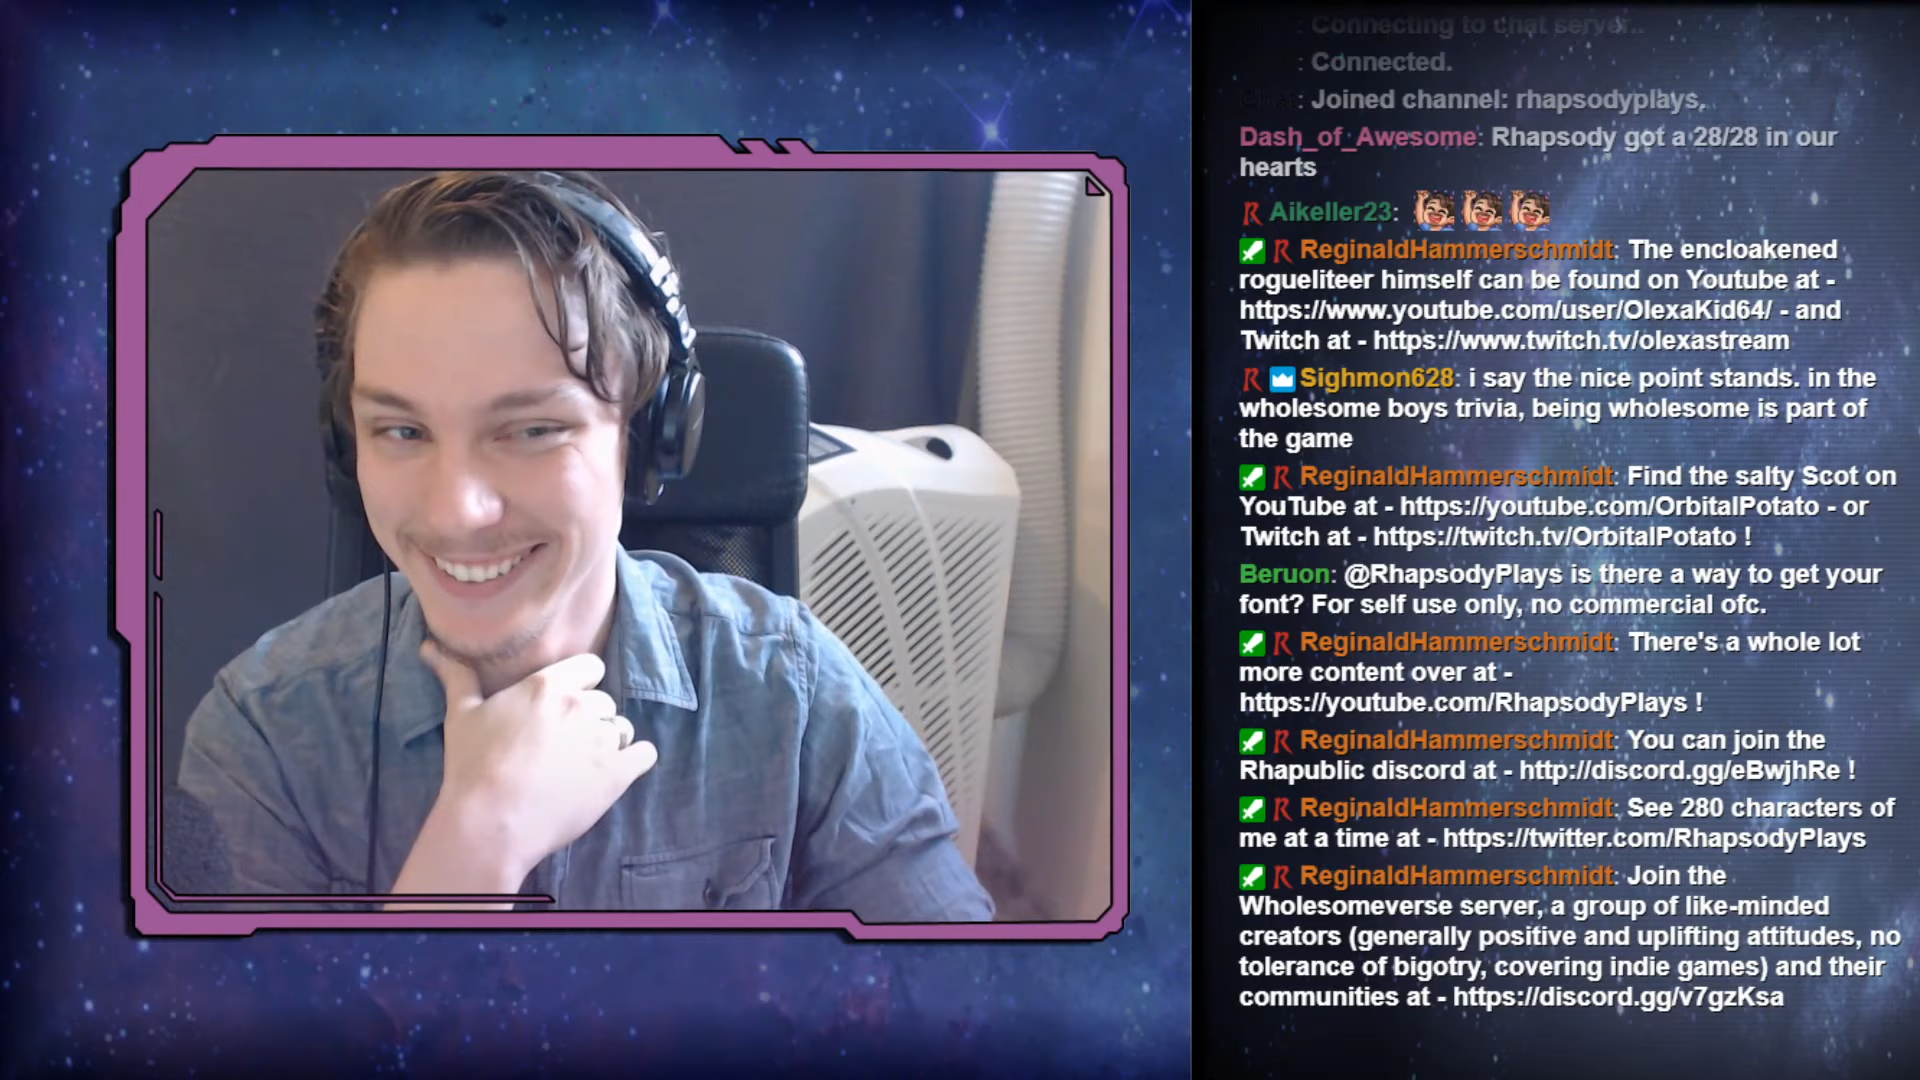 : Connecting to chat server..
: Connected.
: Joined channel: rhapsodyplays.
Dash_of_Awesome: Rhapsody got a 28/28 in our
hearts
R Aikeller23:
R ReginaldHammerschmidt: The encloakened
rogueliteer himself can be found on Youtube at -
https://www.youtube.com/user/OlexaKid64/ - and
Twitch at - https://www.twitch.tv/olexastream
R Sighmon628: i say the nice point stands. in the
wholesome boys trivia, being wholesome is part of
the game
R ReginaldHammerschmidt: Find the salty Scot on
YouTube at - https://youtube.com/OrbitalPotato - or
Twitch at - https://twitch.tv/OrbitalPotato !
Beruon: @RhapsodyPlays is there a way to get your
font? For self use only, no commercial ofc.
R ReginaldHammerschmidt: There's a whole lot
more content over at -
https://youtube.com/RhapsodyPlays !
R ReginaldHammerschmidt: You can join the
Rhapublic discord at - http://discord.gg/eBwjhRe !
R ReginaldHammerschmidt: See 280 characters of
me at a time at - https://twitter.com/RhapsodyPlays
R ReginaldHammerschmidt: Join the
Wholesomeverse server, a group of like-minded
creators (generally positive and uplifting attitudes, no
tolerance of bigotry, covering indie games) and their
communities at - https://discord.gg/v7gzKsa